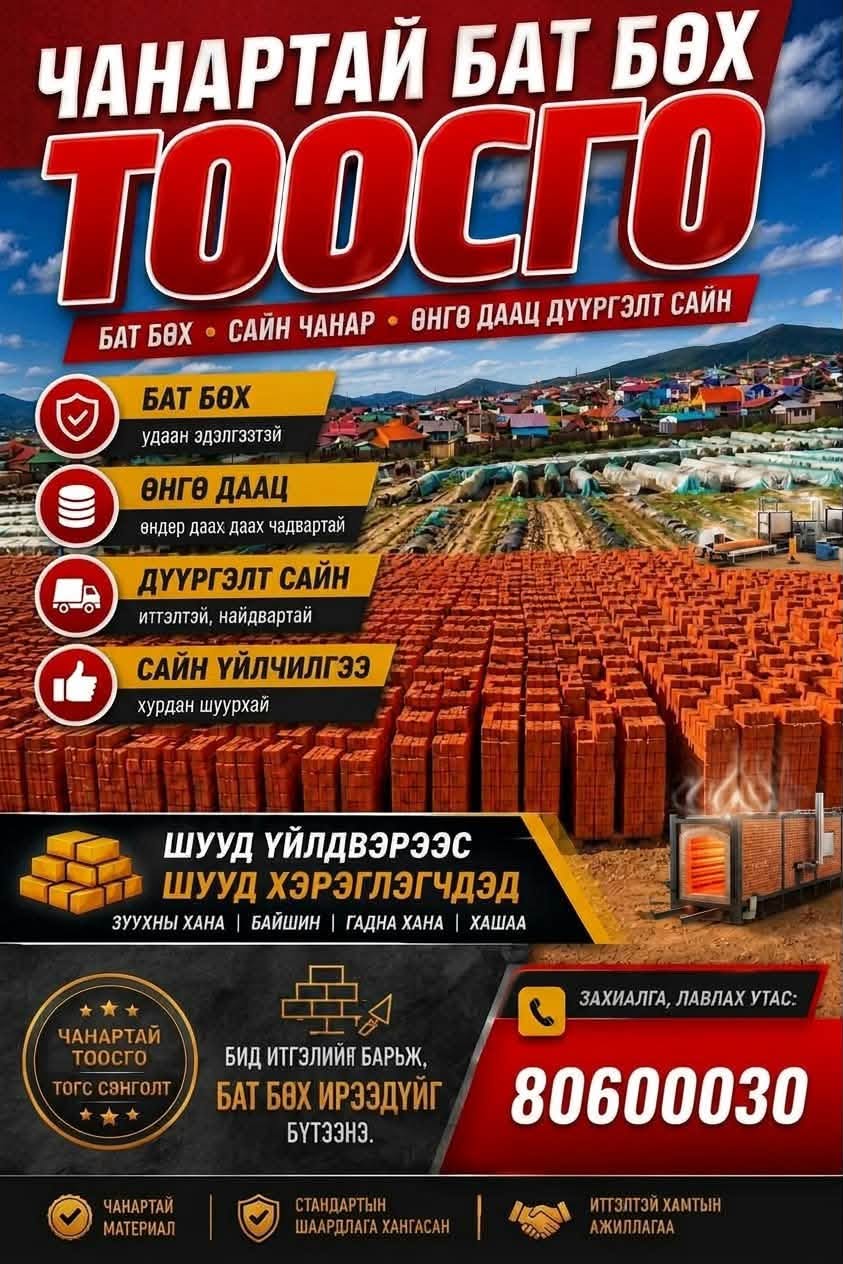 ЧАНАРТАЙ БАТ БӨХ
ТООСГО
БАТ БӨХ • САЙН ЧАНАР • ӨНГӨ ДААЦ ДҮҮРГЭЛТ САЙН
БАТ БӨХ
удаан эдэлгээтэй
ӨНГӨ ДААЦ
өндөр даах даах чадвартай
ДҮҮРГЭЛТ САЙН
иттэлтэй, найдвартай
САЙН ҮЙЛЧИЛГЭЭ
хурдан шуурхай
ШУУД ҮЙЛДВЭРЭЭС
ШУУД ХЭРЭГЛЭГЧДЭД
ЗУУХНЫ ХАНА | БАЙШИН | ГАДНА ХАНА | ХАШАА
ЧАНАРТАЙ
ТООСГО
ТОГС СӨНГОЛТ
БИД ИТГЭЛИЙГ БАРЬЖ,
БАТ БӨХ ИРЭЭДҮЙГ
БҮТЭЭНЭ.
ЗАХИАЛГА, ЛАВЛАХ УТАС:
80600030
ЧАНАРТАЙ
МАТЕРИАЛ
СТАНДАРТЫН
ШААРДЛАГА ХАНГАСАН
ИТГЭЛТЭЙ ХАМТЫН
АЖИЛЛАГАА